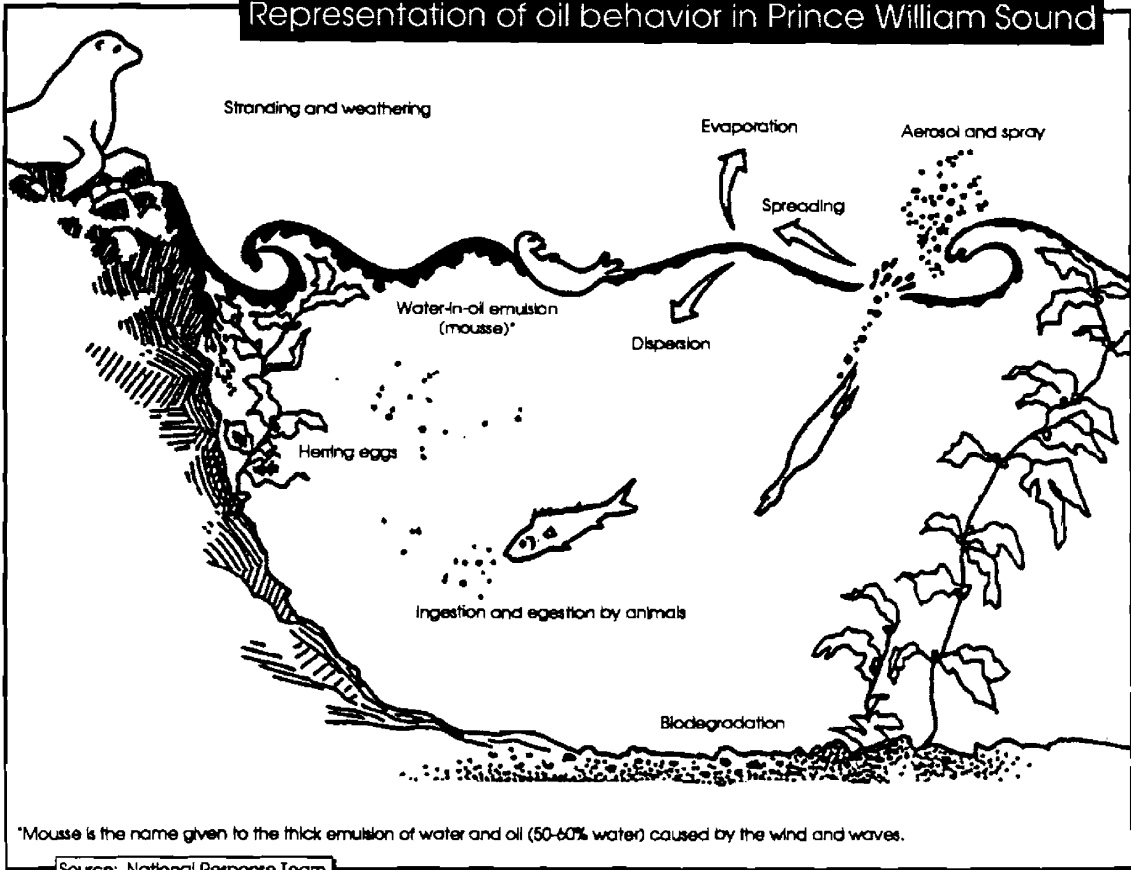 Representation of oil behavior in Prince William Sound
Stranding and weathering
Evaporation
Aerosol and spray
Spreading
Water-in-oil emulsion
(mousse)*
Dispersion
Herring eggs
Ingestion and egestion by animals
Biodegradation
*Mousse is the name given to the thick emulsion of water and oil (50-60% water) caused by the wind and waves.
Source: National Response Team